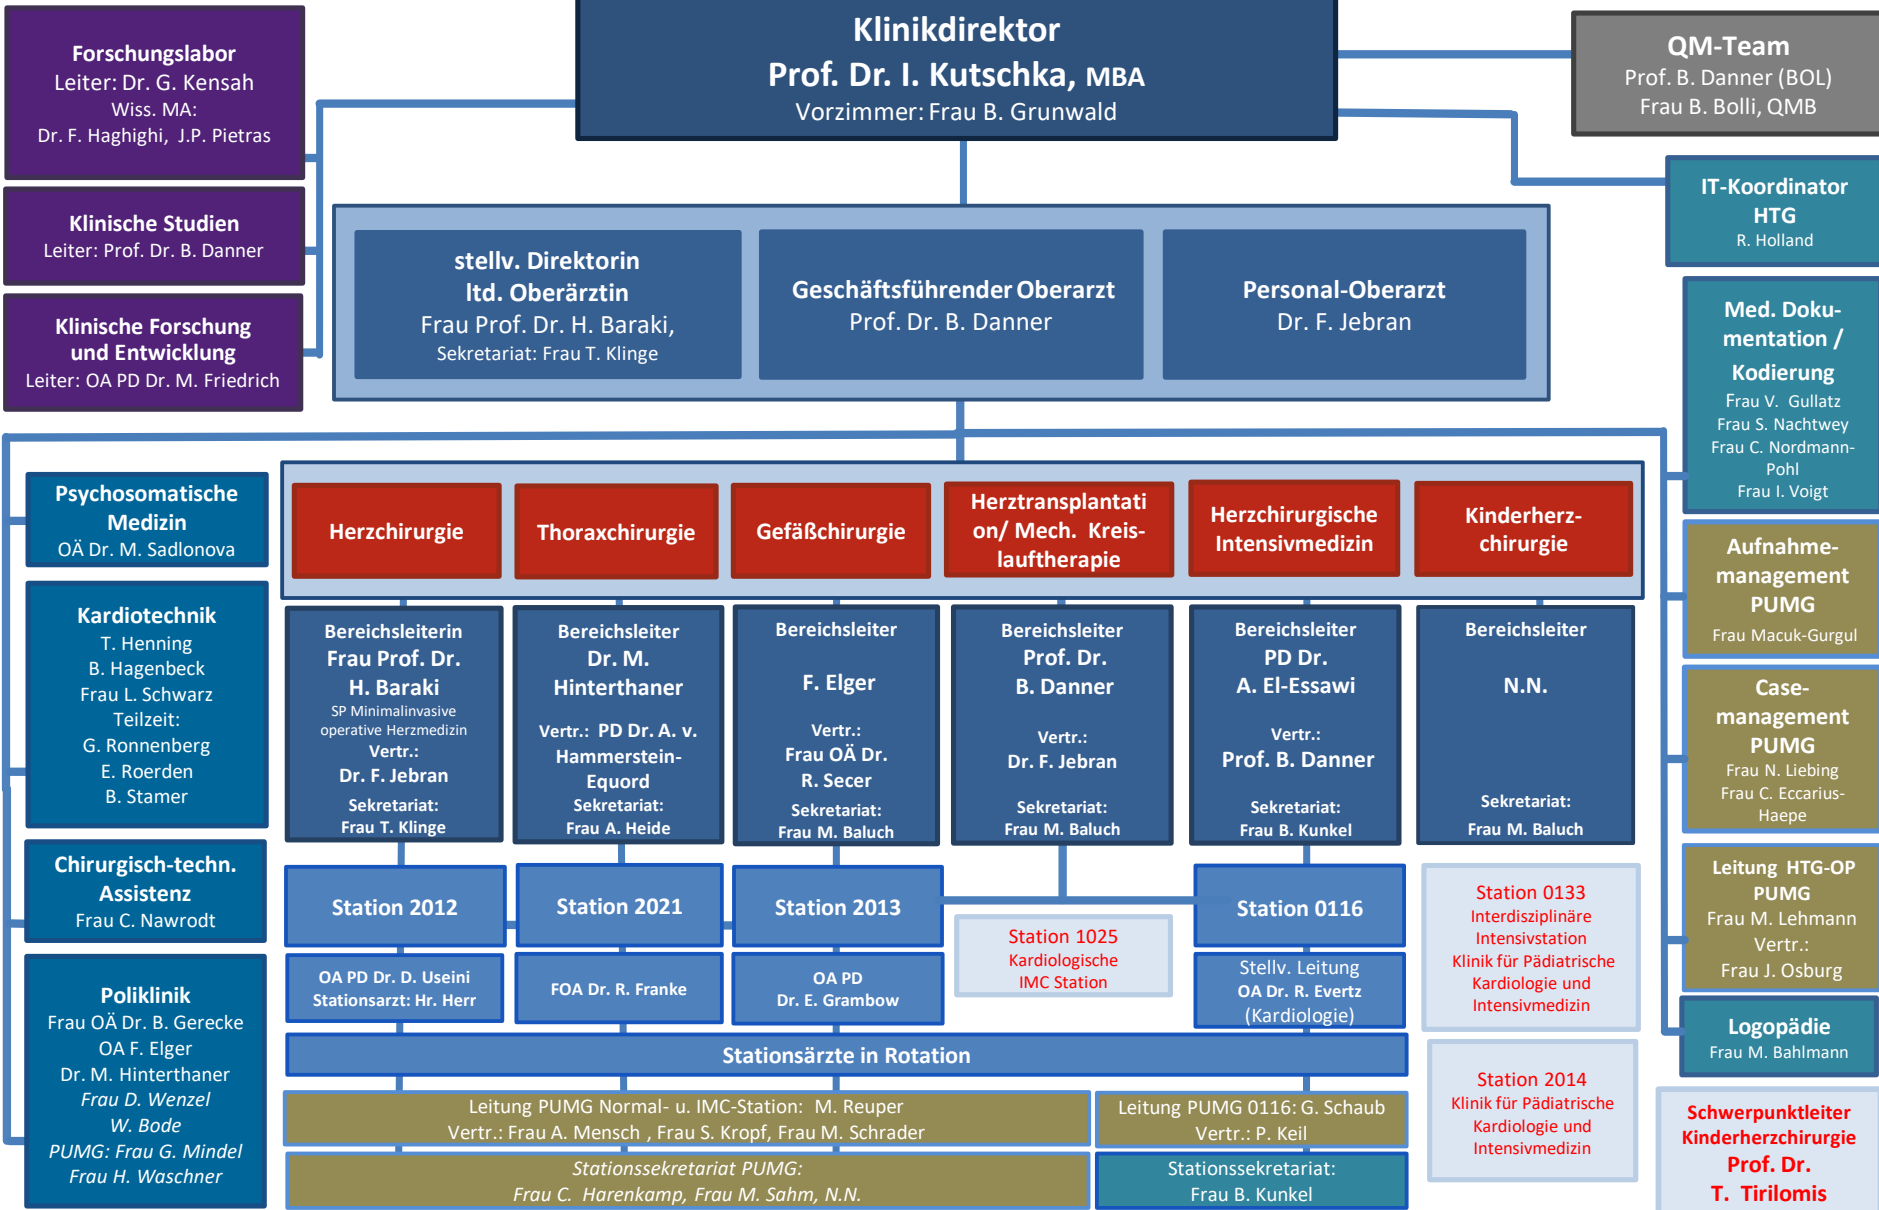 Klinikdirektor
Prof. Dr. I. Kutschka, MBA
Vorzimmer: Frau B. Grunwald
Forschungslabor
Leiter: Dr. G. Kensah
Wiss. MA:
Dr. F. Haghighi, J.P. Pietras
Klinische Studien
Leiter: Prof. Dr. B. Danner
Klinische Forschung
und Entwicklung
Leiter: OA PD Dr. M. Friedrich
QM-Team
Prof. B. Danner (BOL)
Frau B. Bolli, QMB
IT-Koordinator
HTG
R. Holland
stellv. Direktorin
ltd. Oberärztin
Frau Prof. Dr. H. Baraki,
Sekretariat: Frau T. Klinge
Geschäftsführender Oberarzt
Prof. Dr. B. Danner
Personal-Oberarzt
Dr. F. Jebran
Med. Doku-
mentation /
Kodierung
Frau V. Gullatz
Frau S. Nachtwey
Frau C. Nordmann-
Pohl
Frau I. Voigt
Aufnahme-
management
PUMG
Frau Macuk-Gurgul
Case-
management
PUMG
Frau N. Liebing
Frau C. Eccarius-
Haepe
Leitung HTG-OP
PUMG
Frau M. Lehmann
Vertr.:
Frau J. Osburg
Logopädie
Frau M. Bahlmann
Schwerpunktleiter
Kinderherzchirurgie
Prof. Dr.
T. Tirilomis
Psychosomatische
Medizin
OÄ Dr. M. Sadlonova
Kardiotechnik
T. Henning
B. Hagenbeck
Frau L. Schwarz
Teilzeit:
G. Ronnenberg
E. Roerden
B. Stamer
Chirurgisch-techn.
Assistenz
Frau C. Nawrodt
Poliklinik
Frau OÄ Dr. B. Gerecke
OA F. Elger
Dr. M. Hinterthaner
Frau D. Wenzel
W. Bode
PUMG: Frau G. Mindel
Frau H. Waschner
Herzchirurgie
Thoraxchirurgie
Gefäßchirurgie
Herztransplantati
on/ Mech. Kreis-
lauftherapie
Herzchirurgische
Intensivmedizin
Kinderherz-
chirurgie
Bereichsleiterin
Frau Prof. Dr.
H. Baraki
SP Minimalinvasive
operative Herzmedizin
Vertr.:
Dr. F. Jebran
Sekretariat:
Frau T. Klinge
Bereichsleiter
Dr. M.
Hinterthaner
Vertr.: PD Dr. A. v.
Hammerstein-
Equord
Sekretariat:
Frau A. Heide
Bereichsleiter
F. Elger
Vertr.:
Frau OÄ Dr.
R. Secer
Sekretariat:
Frau M. Baluch
Bereichsleiter
Prof. Dr.
B. Danner
Vertr.:
Dr. F. Jebran
Sekretariat:
Frau M. Baluch
Bereichsleiter
PD Dr.
A. El-Essawi
Vertr.:
Prof. B. Danner
Sekretariat:
Frau B. Kunkel
Bereichsleiter
N.N.
Sekretariat:
Frau M. Baluch
Station 2012
Station 2021
Station 2013
Station 1025
Kardiologische
IMC Station
Station 0116
Station 0133
Interdisziplinäre
Intensivstation
Klinik für Pädiatrische
Kardiologie und
Intensivmedizin
OA PD Dr. D. Useini
Stationsarzt: Hr. Herr
FOA Dr. R. Franke
OA PD
Dr. E. Grambow
Stellv. Leitung
OA Dr. R. Evertz
(Kardiologie)
Stationsärzte in Rotation
Station 2014
Klinik für Pädiatrische
Kardiologie und
Intensivmedizin
Leitung PUMG Normal- u. IMC-Station: M. Reuper
Vertr.: Frau A. Mensch , Frau S. Kropf, Frau M. Schrader
Leitung PUMG 0116: G. Schaub
Vertr.: P. Keil
Stationssekretariat PUMG:
Frau C. Harenkamp, Frau M. Sahm, N.N.
Stationssekretariat:
Frau B. Kunkel